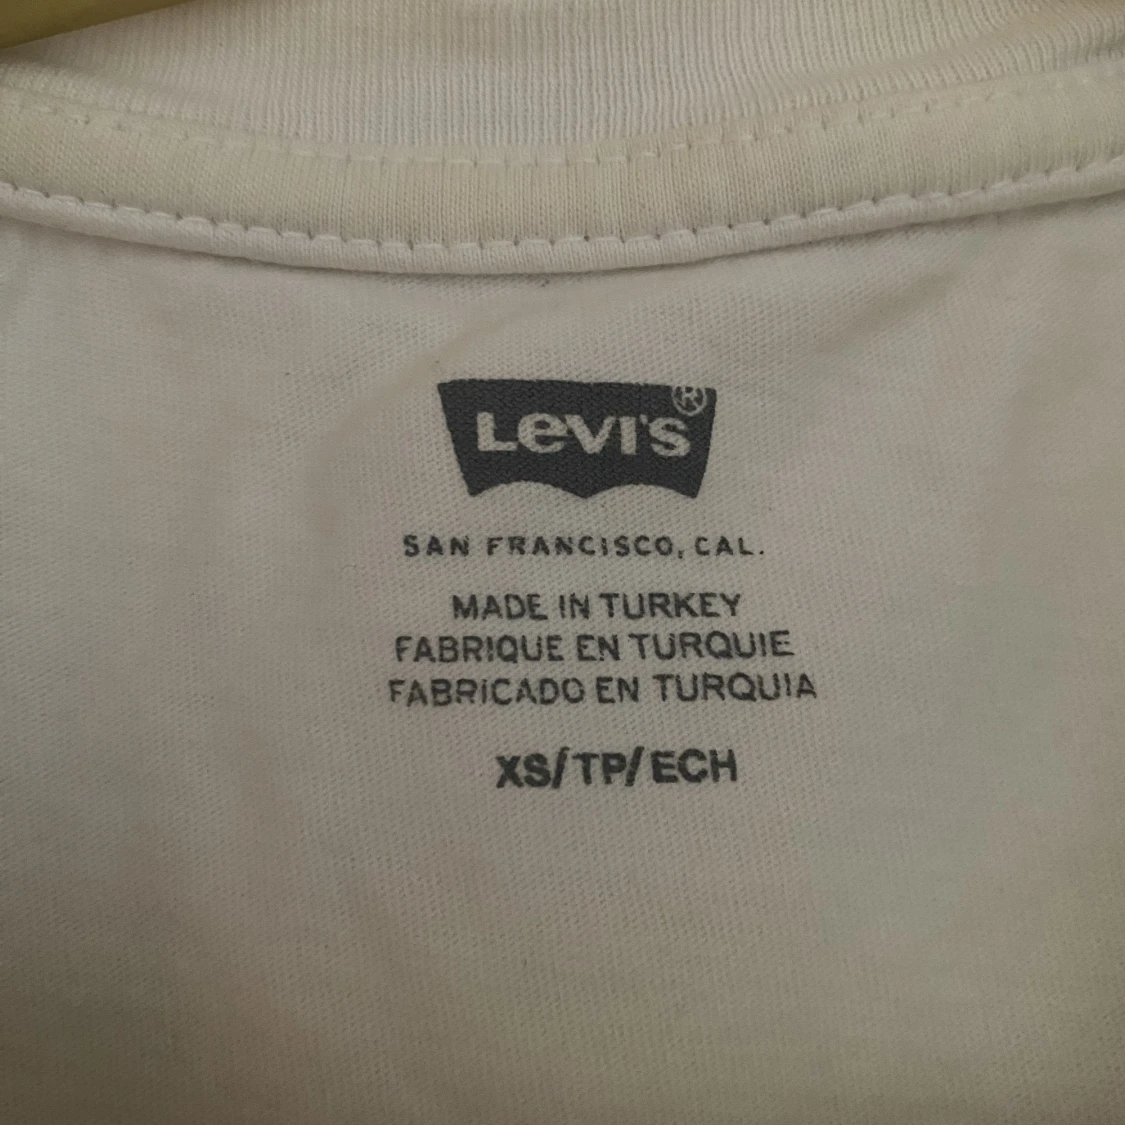 LEVI'S®
SAN FRANCISCO, CAL.
MADE IN TURKEY
FABRIQUE EN TURQUIE
FABRICADO EN TURQUIA
XS/TP/ECH